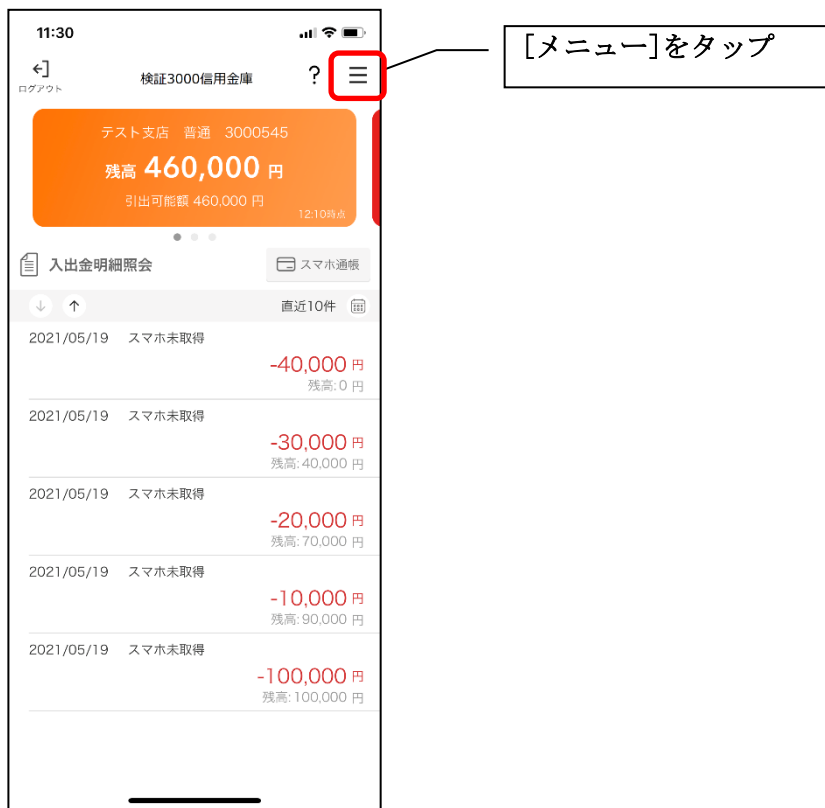 11:30
[メニュー]をタップ
ログアウト
検証3000信用金庫
?
テスト支店 普通 3000545
残高 460,000 円
引出可能額 460,000 円
12:10時点
入出金明細照会
スマホ通帳
↓ ↑
直近10件
2021/05/19 スマホ未取得
-40,000 円
残高: 0 円
2021/05/19 スマホ未取得
-30,000 円
残高: 40,000 円
2021/05/19 スマホ未取得
-20,000 円
残高: 70,000 円
2021/05/19 スマホ未取得
-10,000 円
残高: 90,000 円
2021/05/19 スマホ未取得
-100,000 円
残高: 100,000 円